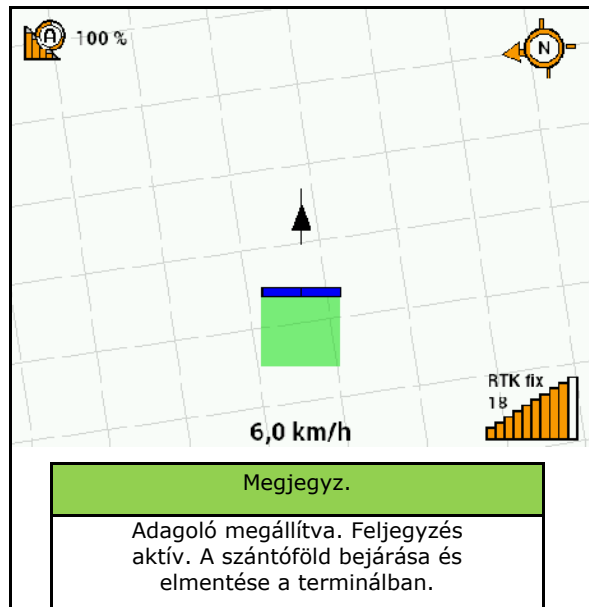 A 100 %
N
RTK fix
18
6,0 km/h
Megjegyz.
Adagoló megállítva. Feljegyzés
aktív. A szántóföld bejárása és
elmentése a terminálban.